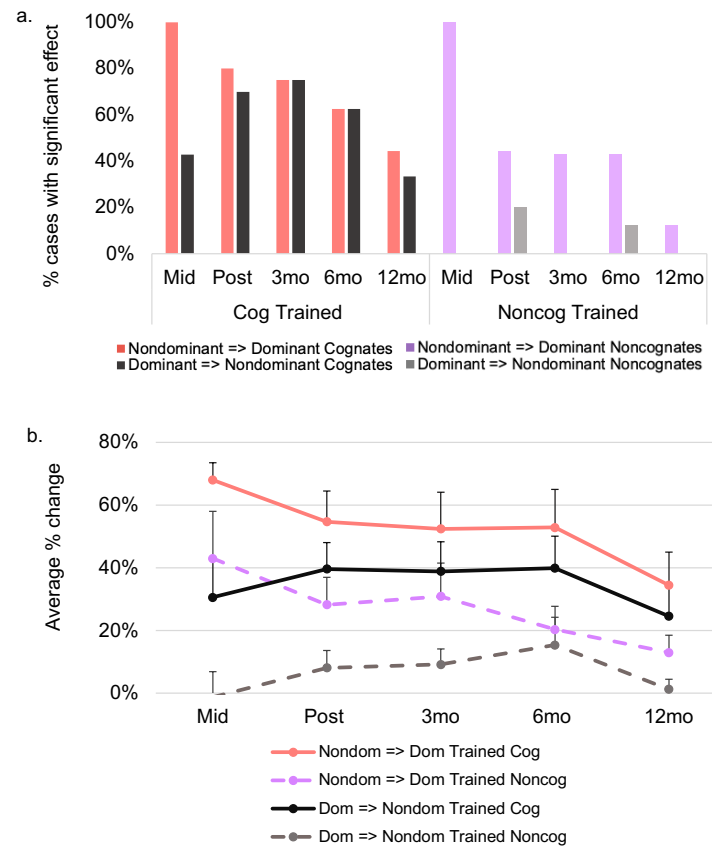 a.
% cases with significant effect
100%
80%
60%
40%
20%
0%
Mid Post 3mo 6mo 12mo Mid Post 3mo 6mo 12mo
Cog Trained Noncog Trained
Nondominant => Dominant Cognates Nondominant => Dominant Noncognates
Dominant => Nondominant Cognates Dominant => Nondominant Noncognates
b.
Average % change
80%
60%
40%
20%
0%
Mid Post 3mo 6mo 12mo
Nondom => Dom Trained Cog
Nondom => Dom Trained Noncog
Dom => Nondom Trained Cog
Dom => Nondom Trained Noncog